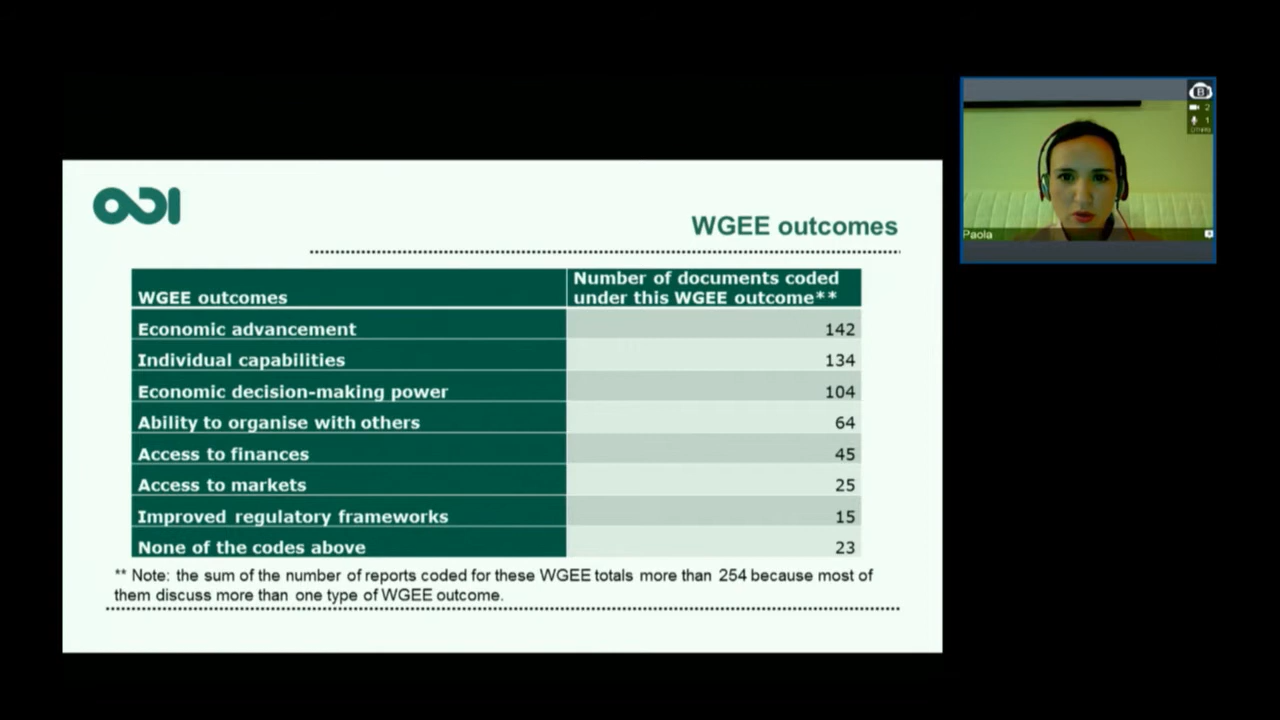 ODI
WGEE outcomes
WGEE outcomes
Number of documents coded
under this WGEE outcome**
Economic advancement 142
Individual capabilities 134
Economic decision-making power 104
Ability to organise with others 64
Access to finances 45
Access to markets 25
Improved regulatory frameworks 15
None of the codes above 23
** Note: the sum of the number of reports coded for these WGEE totals more than 254 because most of
them discuss more than one type of WGEE outcome.
2
1
Paola